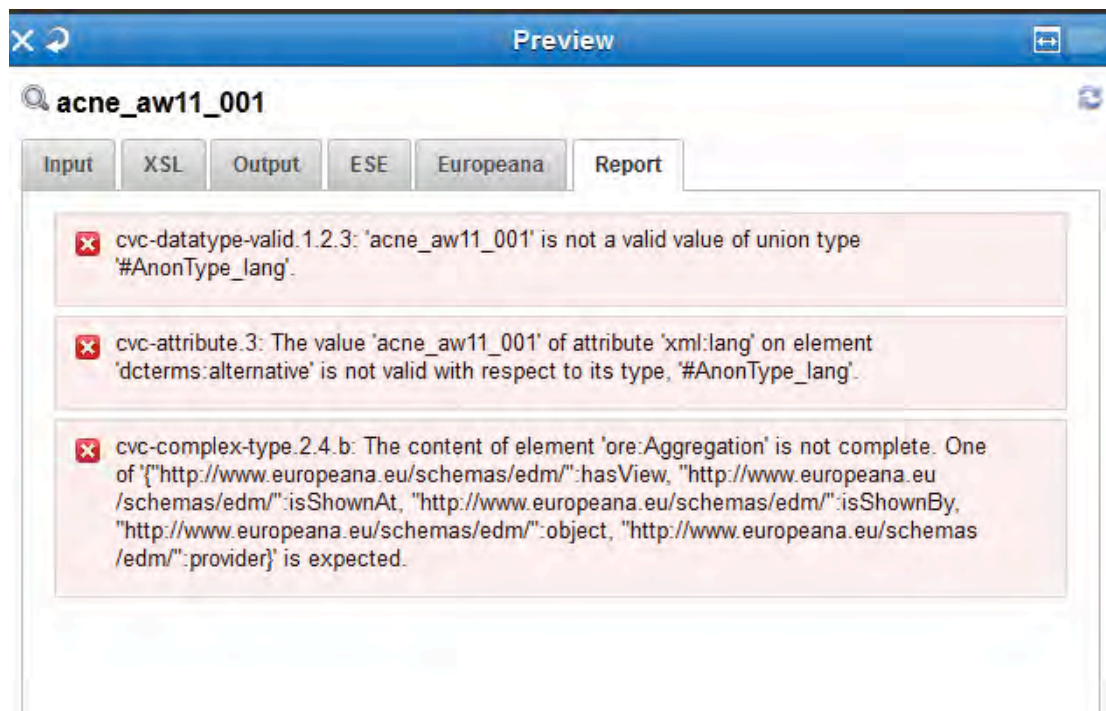 Preview
acne_aw11_001
Input XSL Output ESE Europeana Report
cvc-datatype-valid.1.2.3: 'acne_aw11_001' is not a valid value of union type
'#AnonType_lang'.
cvc-attribute.3: The value 'acne_aw11_001' of attribute 'xml:lang' on element
'dcterms:alternative' is not valid with respect to its type, '#AnonType_lang'.
cvc-complex-type.2.4.b: The content of element 'ore:Aggregation' is not complete. One
of '{"http://www.europeana.eu/schemas/edm/":hasView, "http://www.europeana.eu
/schemas/edm/":isShownAt, "http://www.europeana.eu/schemas/edm/":isShownBy,
"http://www.europeana.eu/schemas/edm/":object, "http://www.europeana.eu/schemas
/edm/":provider}' is expected.